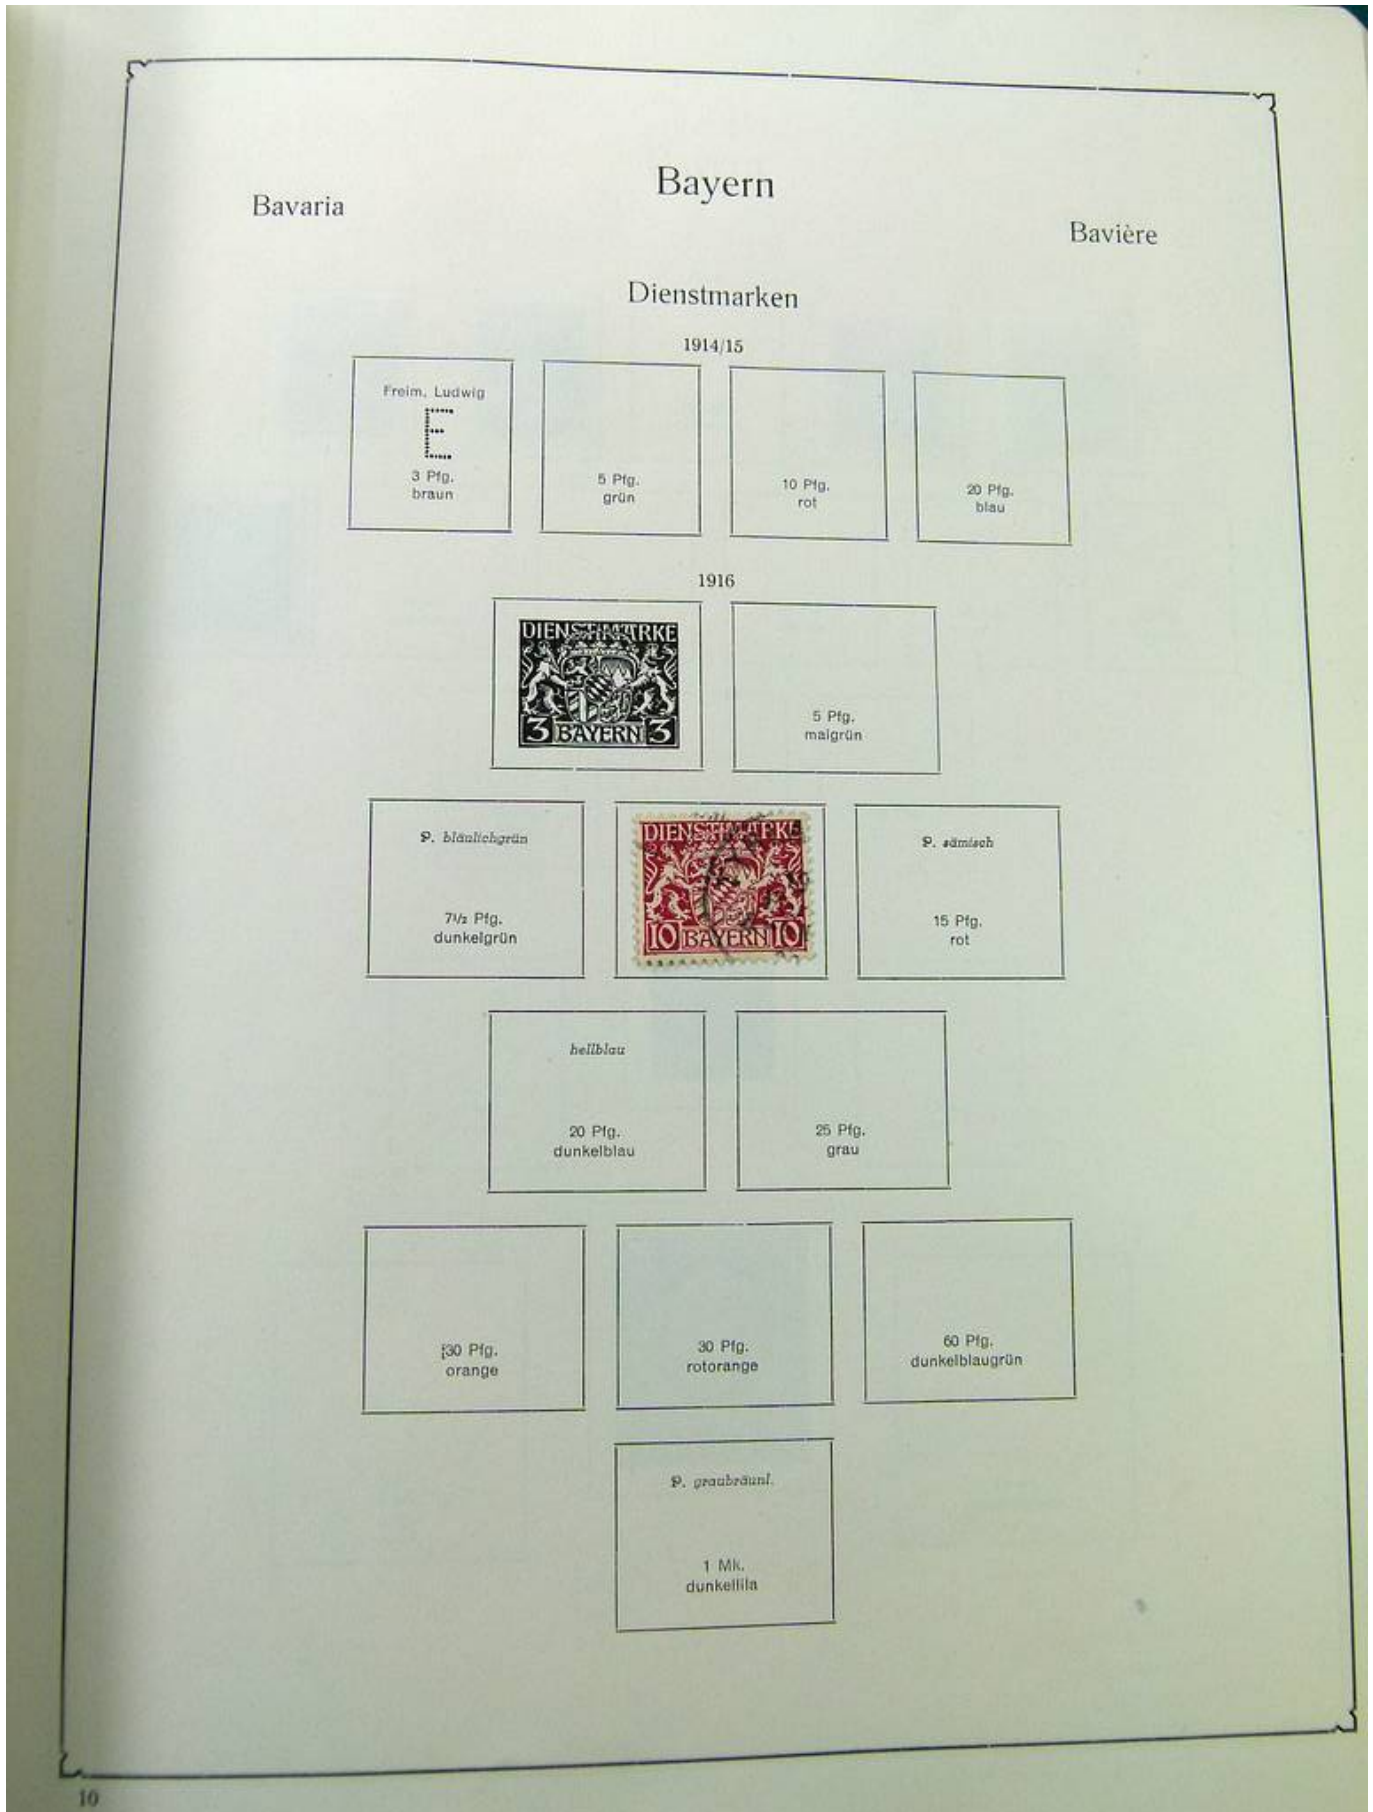 Bayern
Bavaria
Bavière
Dienstmarken
1914/15
Freim. Ludwig
E
3 Pfg.
braun
5 Pfg.
grün
10 Pfg.
rot
20 Pfg.
blau
1916
DIENSTMARKE
3 BAYERN 3
5 Pfg.
maigrün
P. bläulichgrün
7½ Pfg.
dunkelgrün
DIENSTMARKE
10 BAYERN 10
P. sämisch
15 Pfg.
rot
hellblau
20 Pfg.
dunkelblau
25 Pfg.
grau
30 Pfg.
orange
30 Pfg.
rotorange
60 Pfg.
dunkelblaugrün
P. graubräunl.
1 Mk.
dunkellila
10